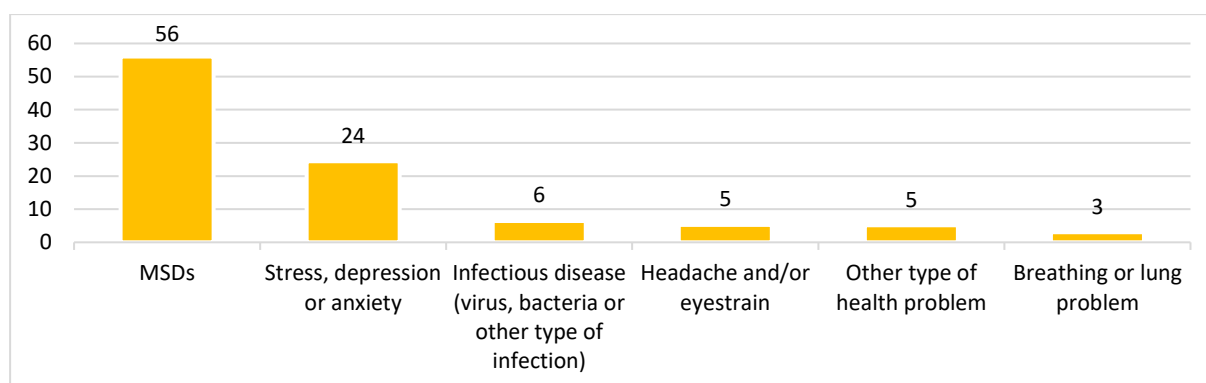 56
60
50
40
30
24
20
10
6
5
5
3
0
MSDs
Stress, depression
or anxiety
Infectious disease
(virus, bacteria or
other type of
infection)
Headache and/or
eyestrain
Other type of
health problem
Breathing or lung
problem